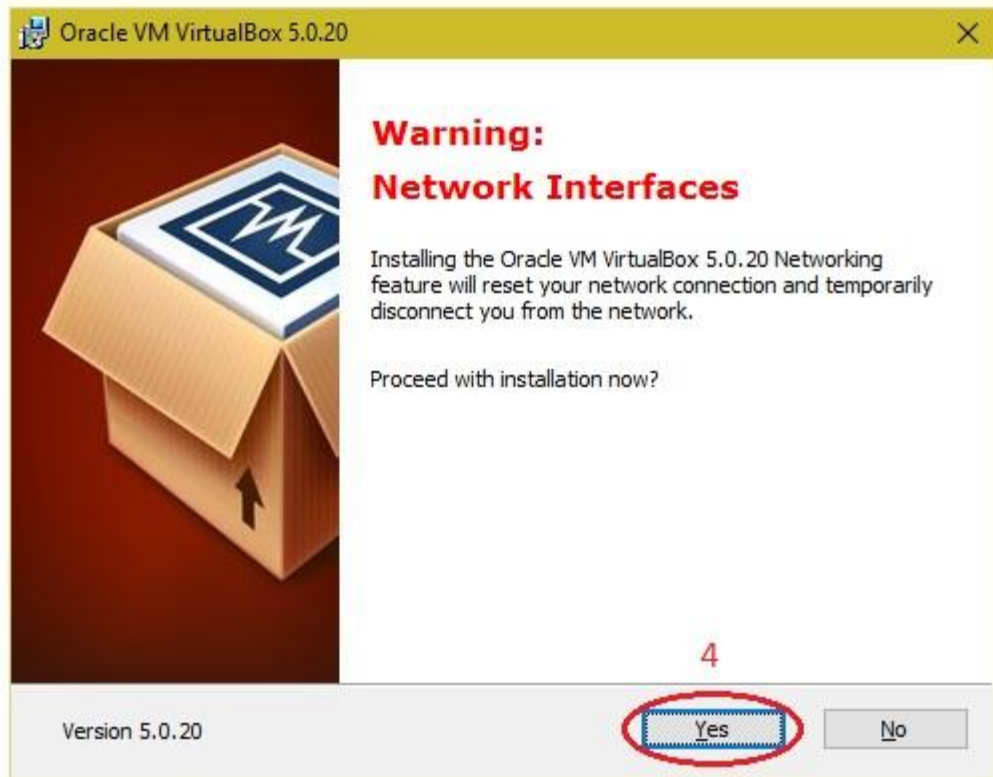 Oracle VM VirtualBox 5.0.20
Warning:
Network Interfaces
Installing the Oracle VM VirtualBox 5.0.20 Networking
feature will reset your network connection and temporarily
disconnect you from the network.
Proceed with installation now?
4
Version 5.0.20
Yes
No